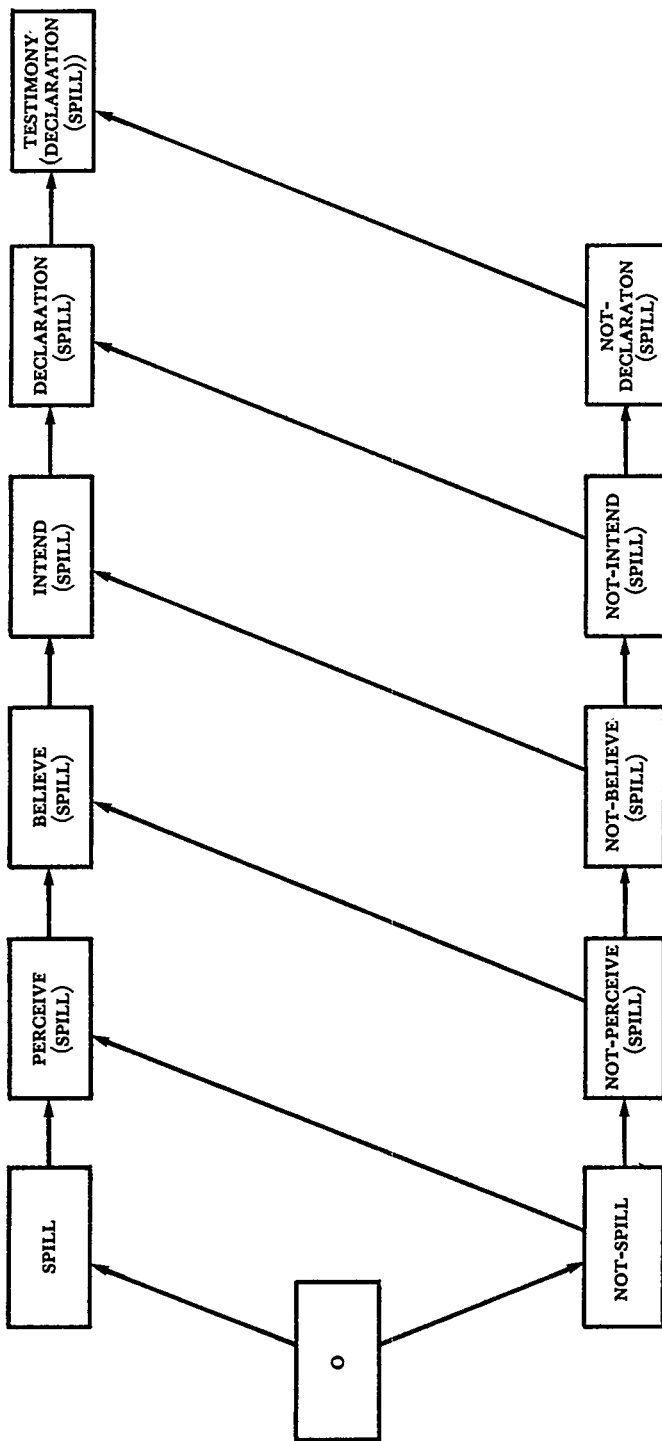 SPILL
PERCEIVE
(SPILL)
BELIEVE
(SPILL)
INTEND
(SPILL)
DECLARATION
(SPILL)
TESTIMONY
(DECLARATION
(SPILL))
O
NOT-SPILL
NOT-PERCEIVE
(SPILL)
NOT-BELIEVE
(SPILL)
NOT-INTEND
(SPILL)
NOT-
DECLARATON
(SPILL)